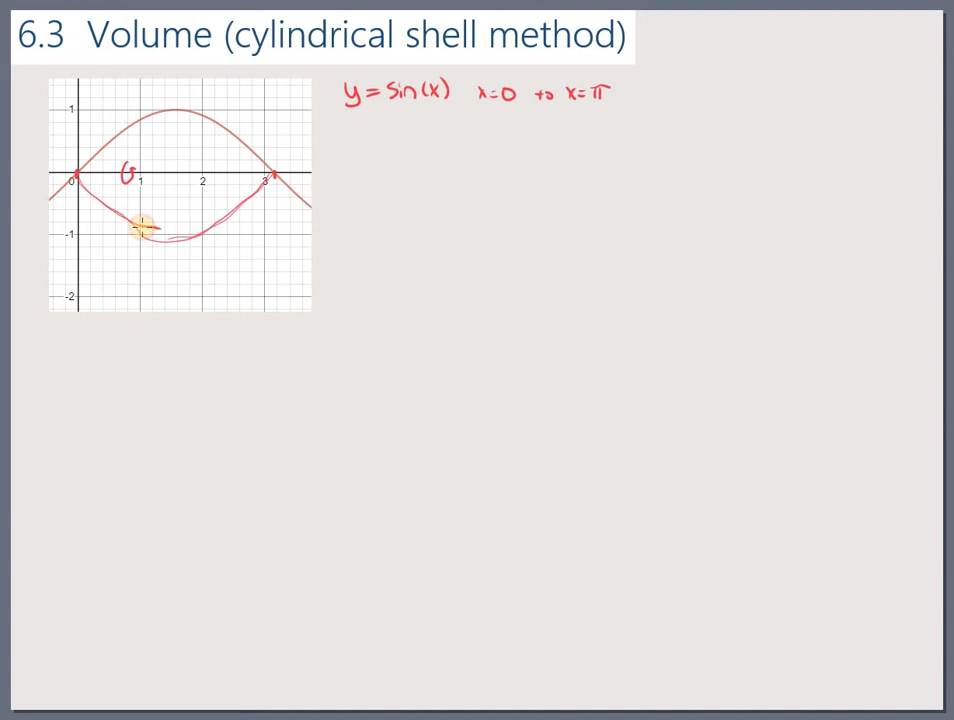 6.3 Volume (cylindrical shell method)
y = sin(x) x=0 to x=π
1
0 1 2 3
-1
-2